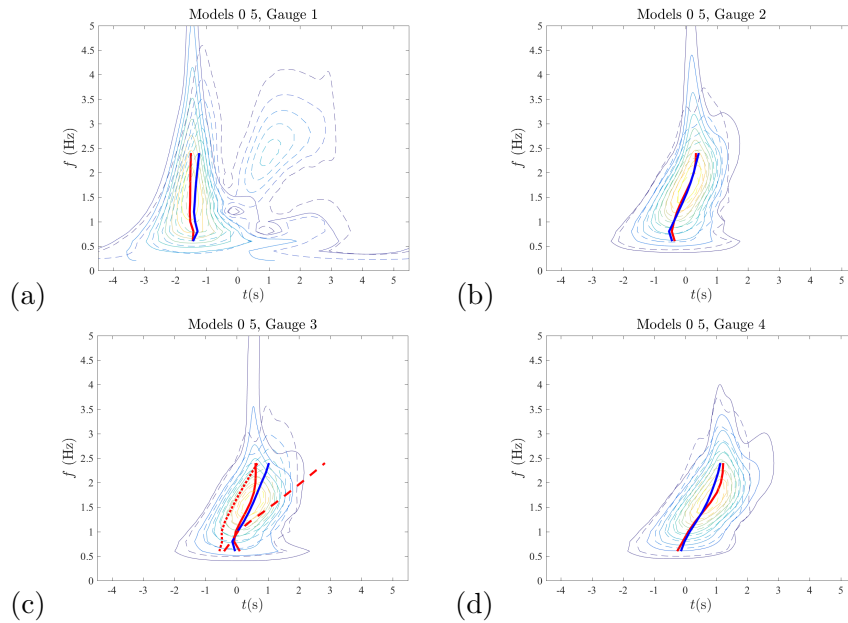 Models 0 5, Gauge 1
5
4.5
4
3.5
3
2.5
2
1.5
1
0.5
0
f (Hz)
-4 -3 -2 -1 0 1 2 3 4 5
t(s)
(a)
Models 0 5, Gauge 2
5
4.5
4
3.5
3
2.5
2
1.5
1
0.5
0
f (Hz)
-4 -3 -2 -1 0 1 2 3 4 5
t(s)
(b)
Models 0 5, Gauge 3
5
4.5
4
3.5
3
2.5
2
1.5
1
0.5
0
f (Hz)
-4 -3 -2 -1 0 1 2 3 4 5
t(s)
(c)
Models 0 5, Gauge 4
5
4.5
4
3.5
3
2.5
2
1.5
1
0.5
0
f (Hz)
-4 -3 -2 -1 0 1 2 3 4 5
t(s)
(d)